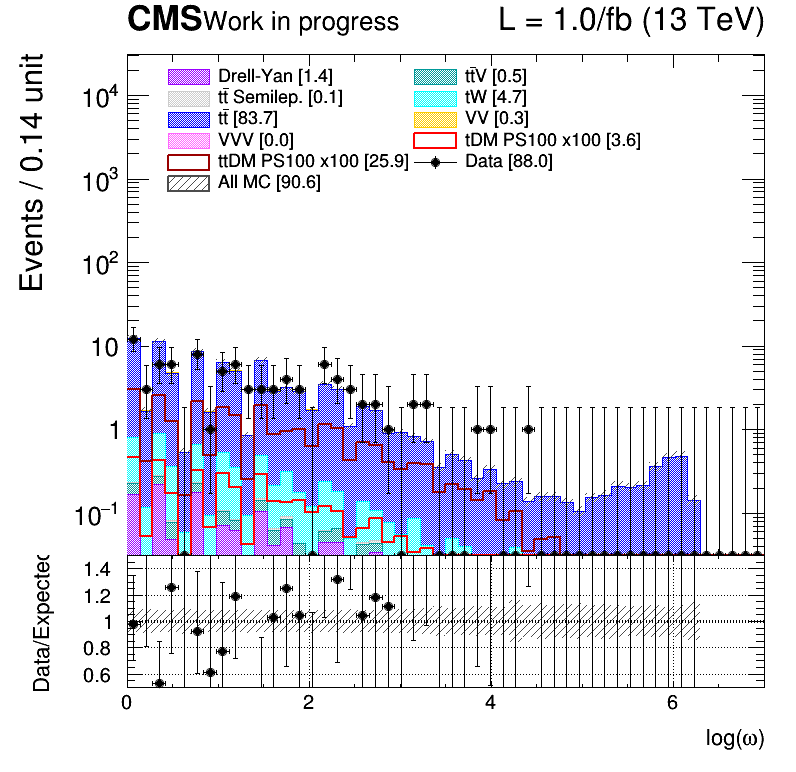 CMS Work in progress L = 1.0/fb (13 TeV)
Events / 0.14 unit
10⁴
10³
10²
10
1
10⁻¹
Drell-Yan [1.4] tt̄V [0.5]
tt̄ Semilep. [0.1] tW [4.7]
tt̄ [83.7] VV [0.3]
VVV [0.0] tDM PS100 x100 [3.6]
ttDM PS100 x100 [25.9] Data [88.0]
All MC [90.6]
Data/Expected
1.4
1.2
1
0.8
0.6
0 2 4 6
log(ω)